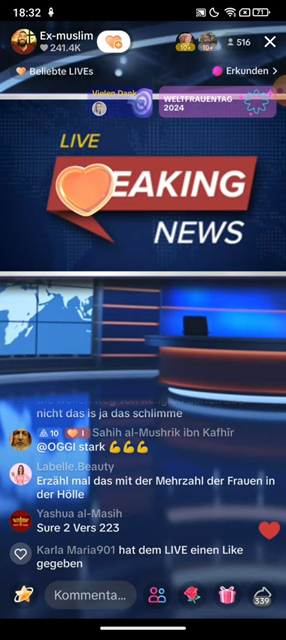 18:32
71
Ex-muslim
241.4K
10+
10+
516
Beliebte LIVEs
Erkunden >
Vielen Dank
WELTFRAUENTAG
2024
LIVE
EAKING
NEWS
nicht das is ja das schlimme
10 I Sahih al-Mushrik ibn Kafhīr
@OGGI stark 💪💪💪
Labelle.Beauty
Erzähl mal das mit der Mehrzahl der Frauen in
der Hölle
Yashua al-Masih
Sure 2 Vers 223
Karla Maria901 hat dem LIVE einen Like
gegeben
Kommenta...
339